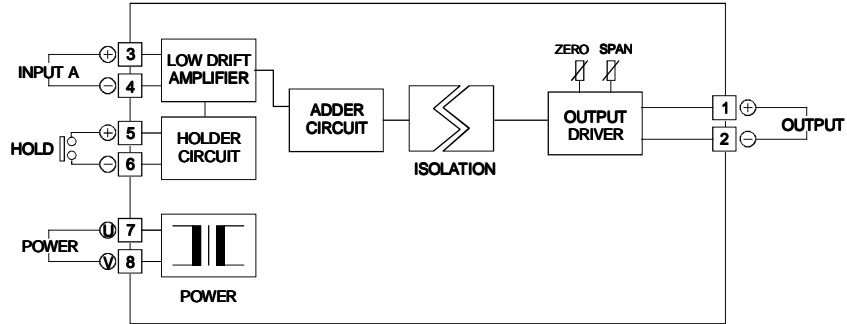 INPUT A
+
3
-
4
LOW DRIFT
AMPLIFIER
HOLD
+
5
-
6
HOLDER
CIRCUIT
ADDER
CIRCUIT
ISOLATION
ZERO SPAN
OUTPUT
DRIVER
1
+
2
-
OUTPUT
POWER
U
7
V
8
POWER